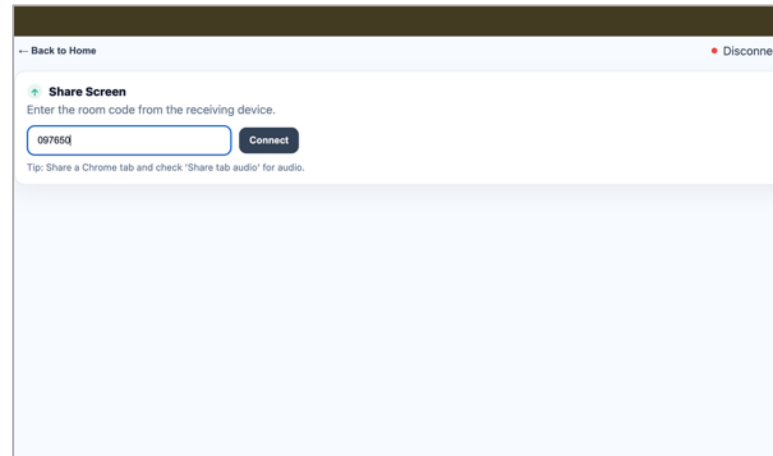 ← Back to Home
Disconne
Share Screen
Enter the room code from the receiving device.
097650
Connect
Tip: Share a Chrome tab and check 'Share tab audio' for audio.